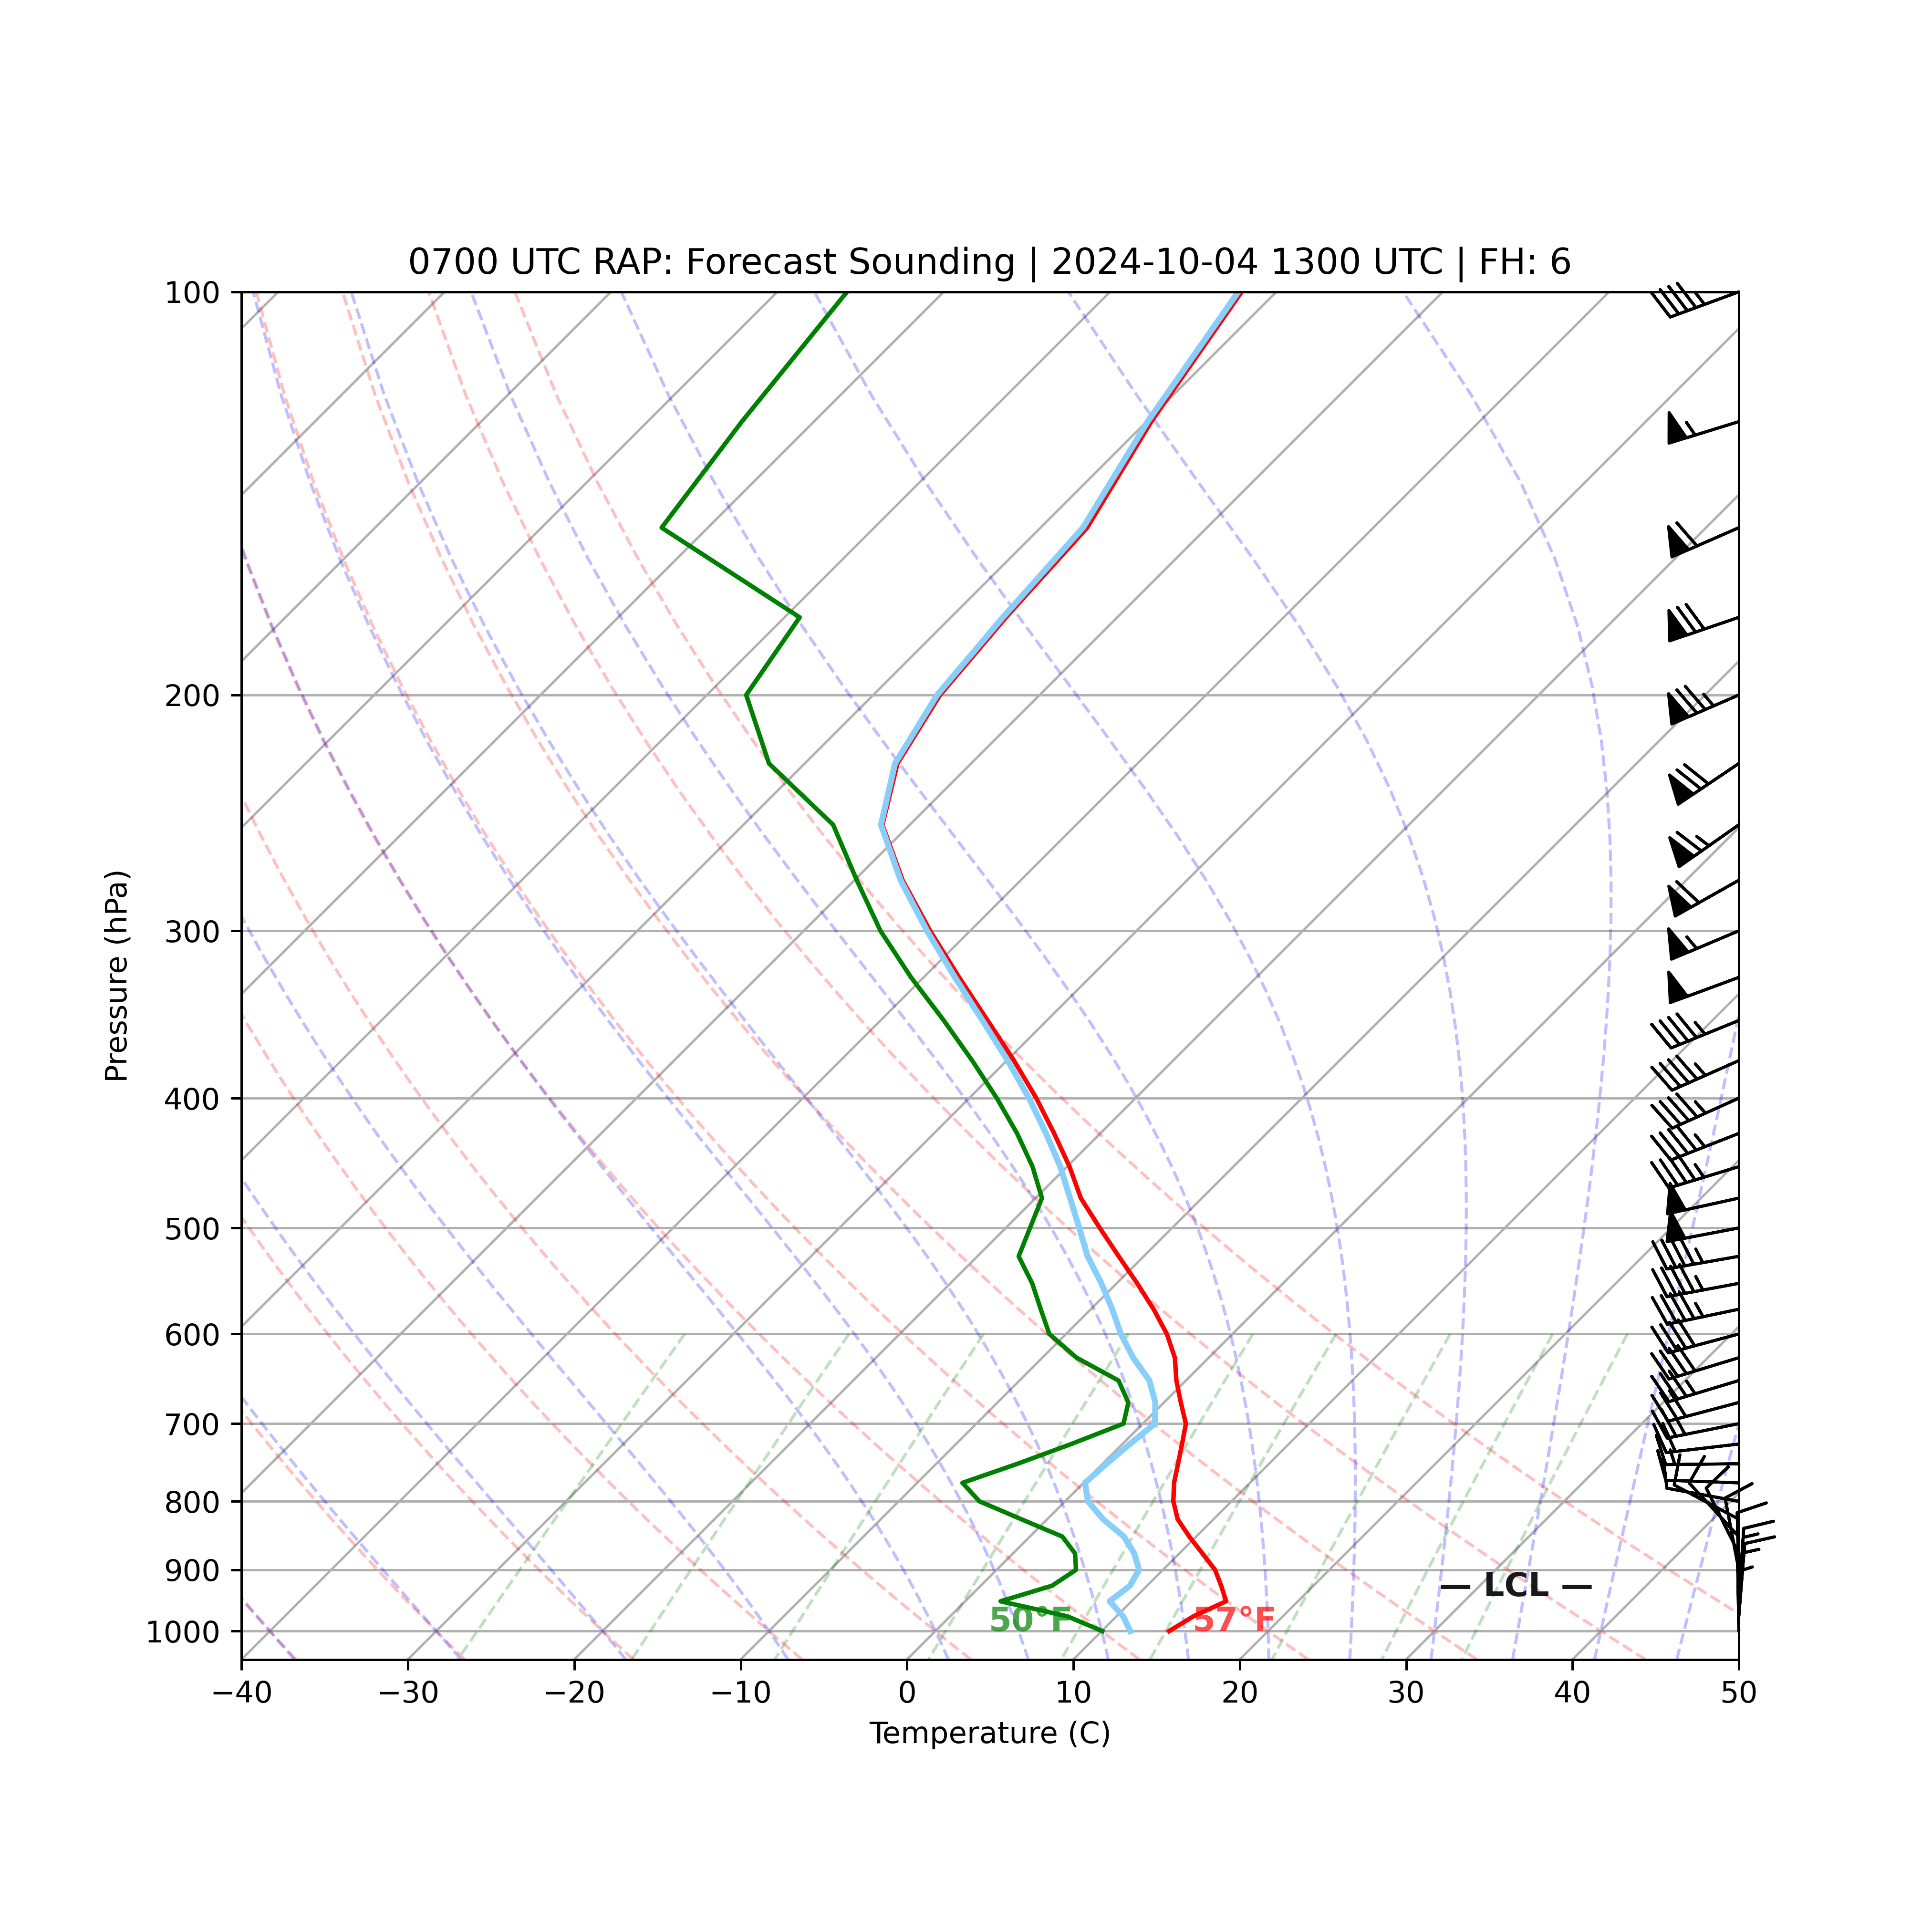 0700 UTC RAP: Forecast Sounding | 2024-10-04 1300 UTC | FH: 6
100
200
300
400
500
600
700
800
900
1000
Pressure (hPa)
— LCL —
50°F
57°F
−40 −30 −20 −10 0 10 20 30 40 50
Temperature (C)